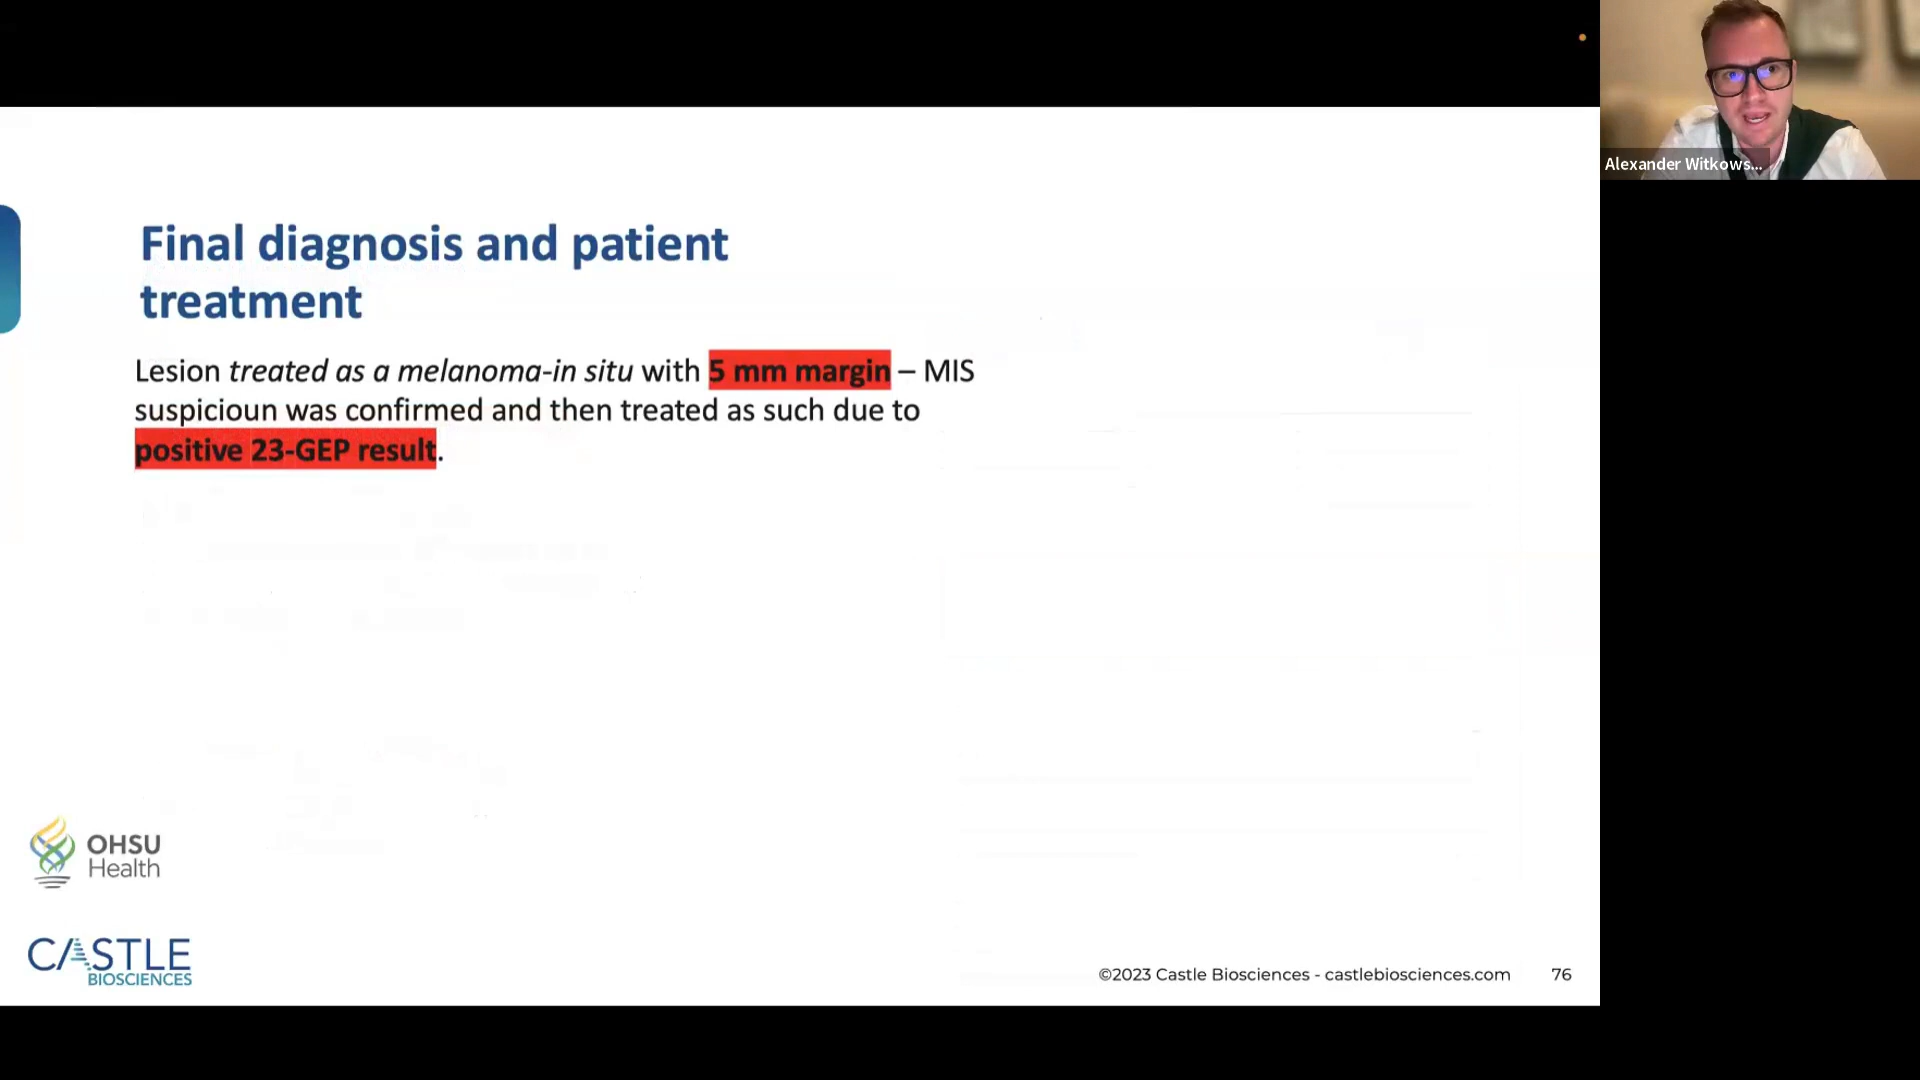 Alexander Witkows...
Final diagnosis and patient
treatment
Lesion treated as a melanoma-in situ with 5 mm margin – MIS
suspicioun was confirmed and then treated as such due to
positive 23-GEP result.
OHSU
Health
CASTLE
BIOSCIENCES
©2023 Castle Biosciences - castlebiosciences.com 76